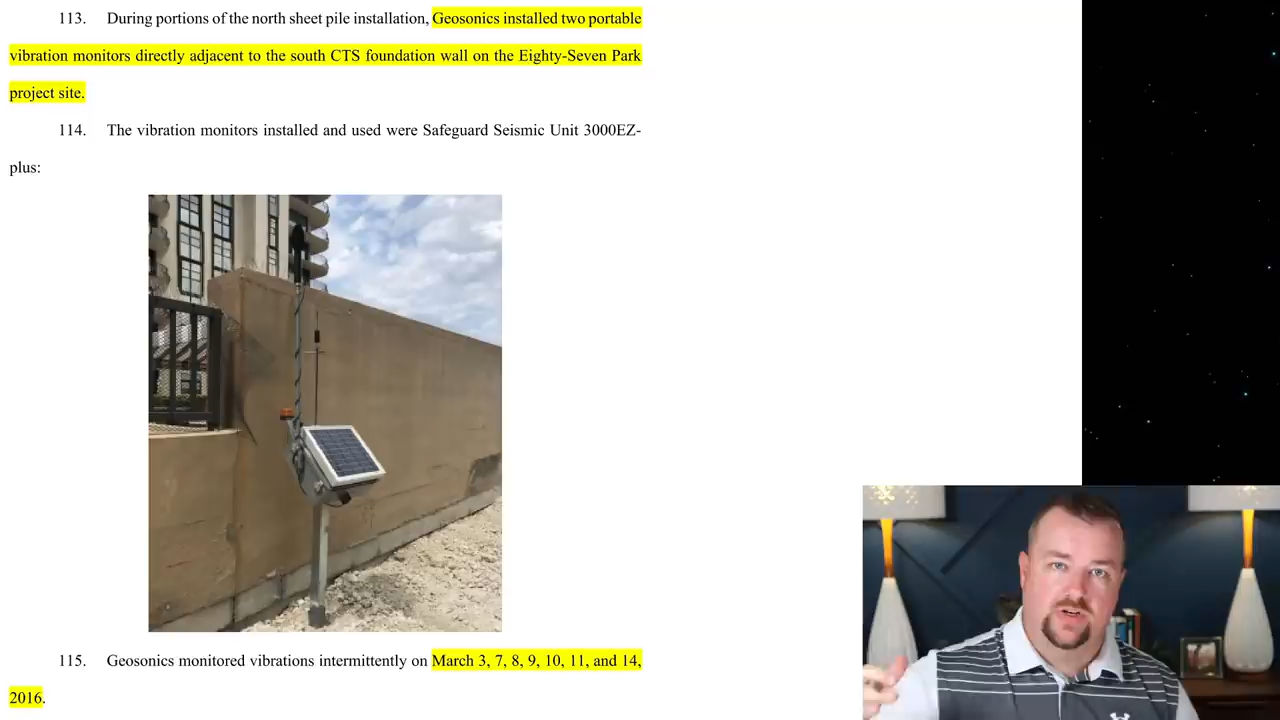 113. During portions of the north sheet pile installation, Geosonics installed two portable
vibration monitors directly adjacent to the south CTS foundation wall on the Eighty-Seven Park
project site.
114. The vibration monitors installed and used were Safeguard Seismic Unit 3000EZ-
plus:
115. Geosonics monitored vibrations intermittently on March 3, 7, 8, 9, 10, 11, and 14,
2016.